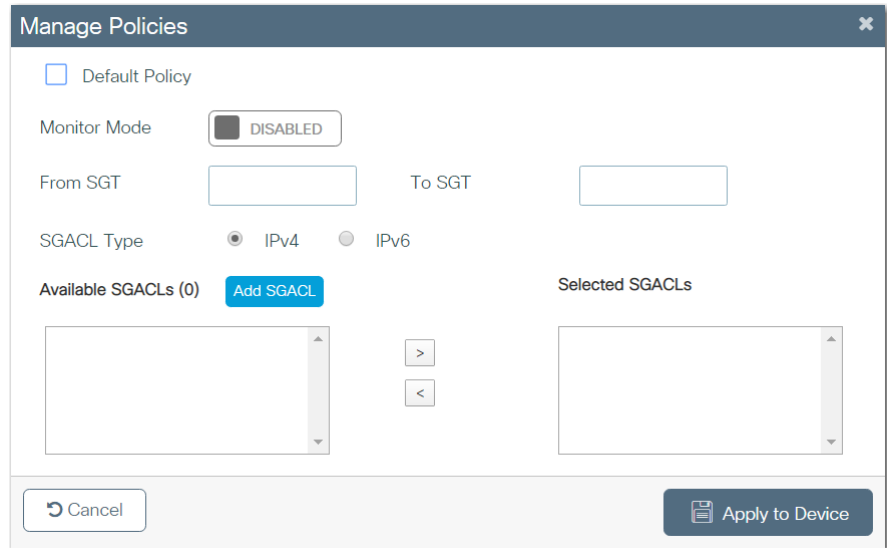 Manage Policies
Default Policy
Monitor Mode DISABLED
From SGT To SGT
SGACL Type IPv4 IPv6
Available SGACLs (0) Add SGACL Selected SGACLs
>
<
Cancel Apply to Device